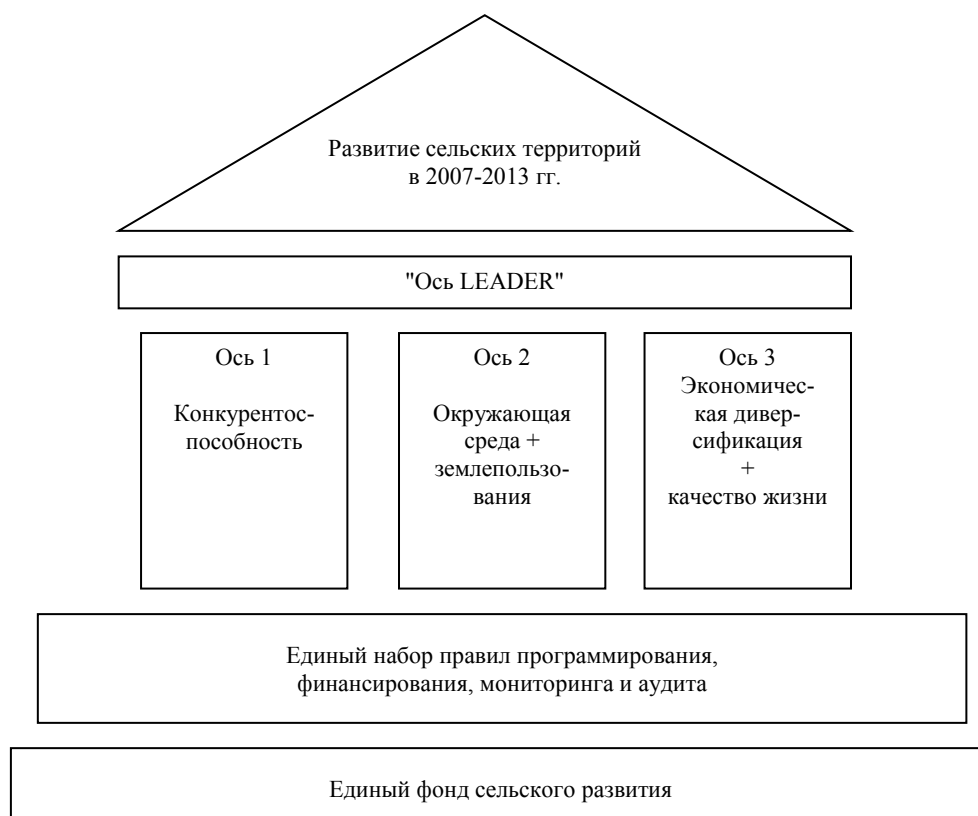 Развитие сельских территорий
в 2007-2013 гг.
"Ось LEADER"
Ось 1
Конкурентос-
пособность
Ось 2
Окружающая
среда +
землепользо-
вания
Ось 3
Экономичес-
кая дивер-
сификация
+
качество жизни
Единый набор правил программирования,
финансирования, мониторинга и аудита
Единый фонд сельского развития